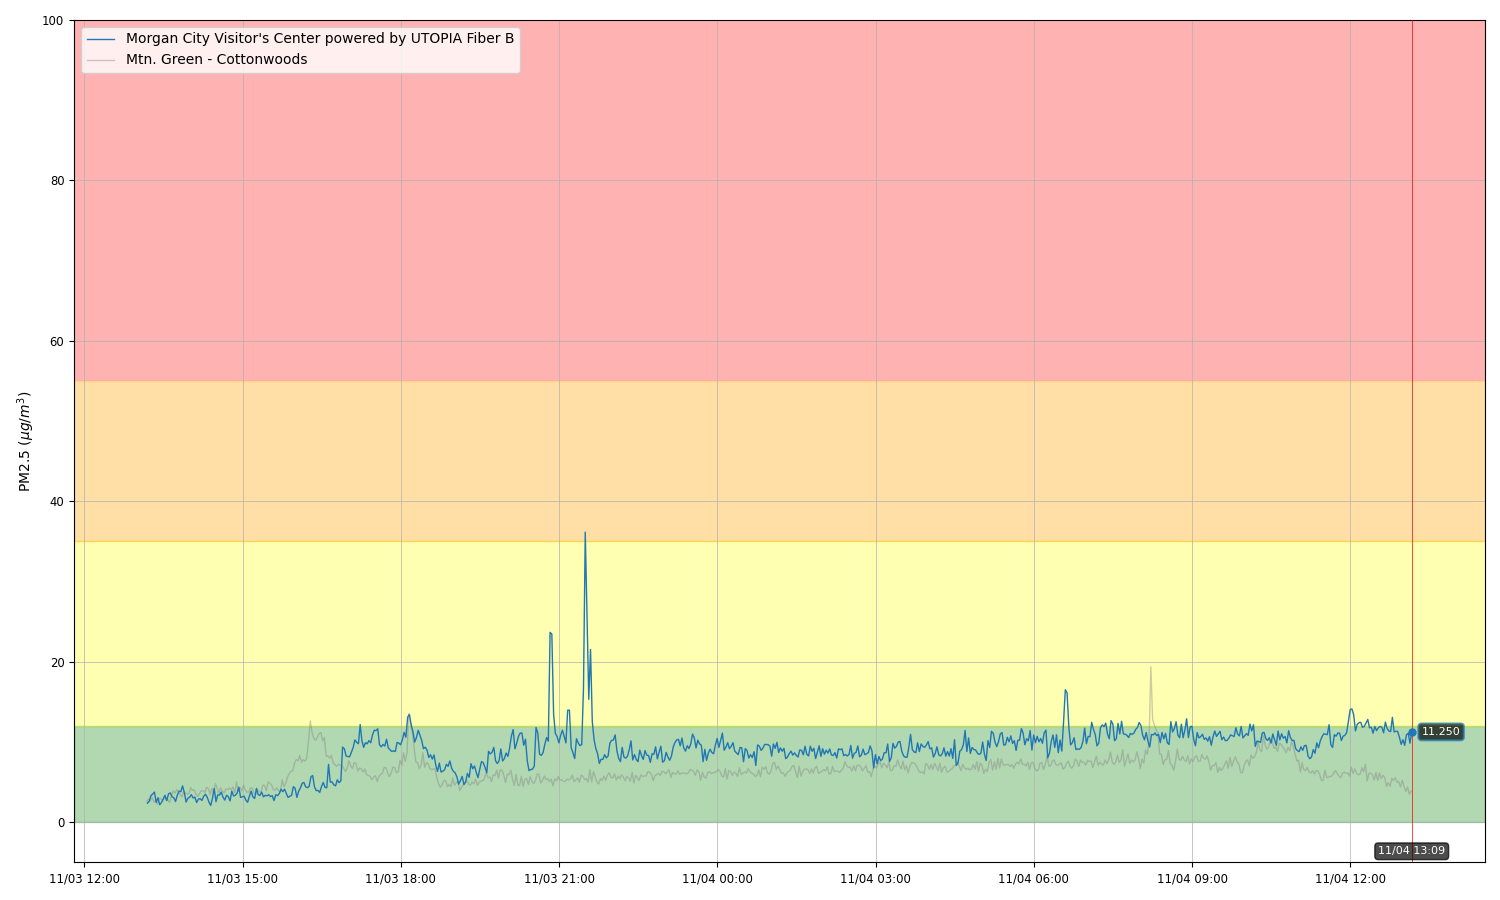 100
Morgan City Visitor's Center powered by UTOPIA Fiber B
Mtn. Green - Cottonwoods
80
60
PM2.5 (µg/m³)
40
20
11.250
0
11/04 13:09
11/03 12:00 11/03 15:00 11/03 18:00 11/03 21:00 11/04 00:00 11/04 03:00 11/04 06:00 11/04 09:00 11/04 12:00